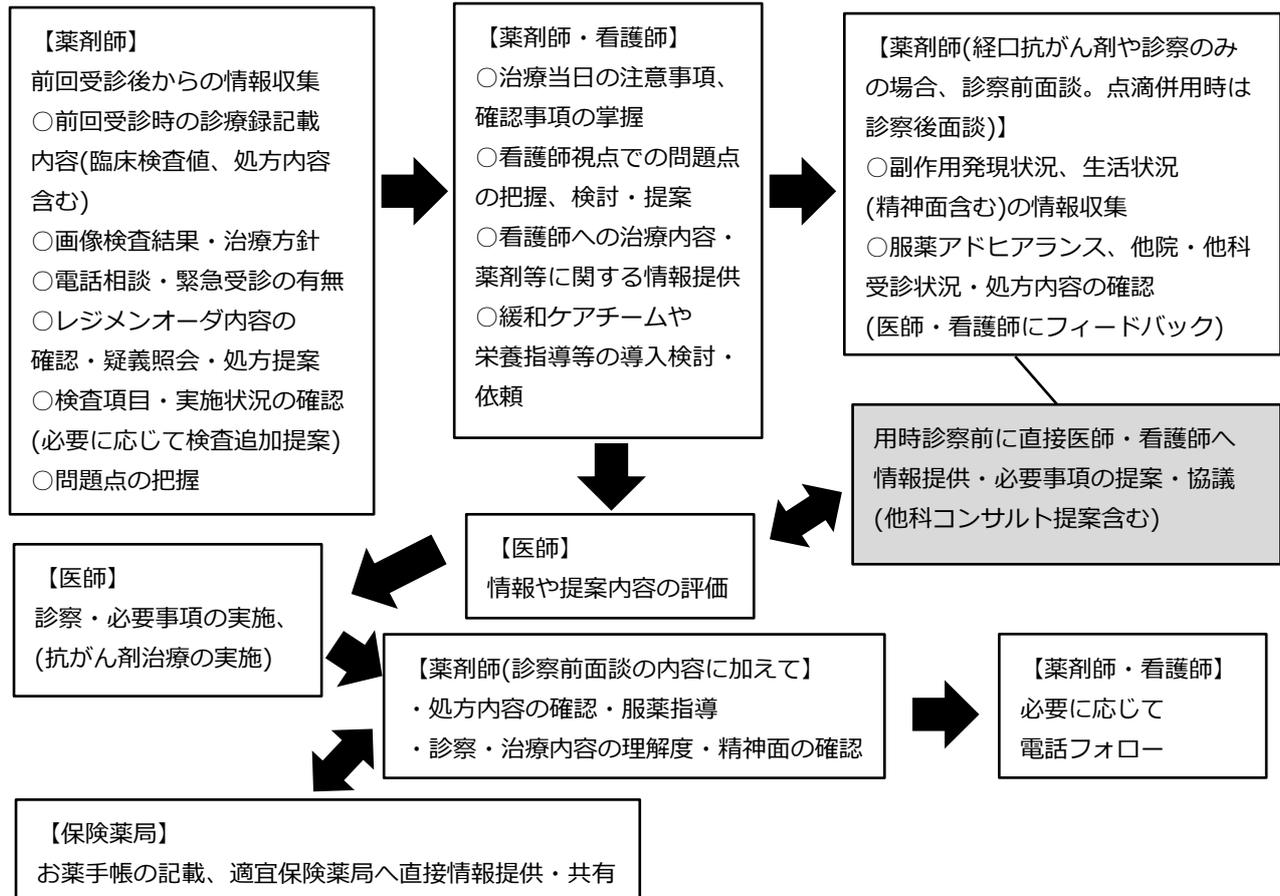 【薬剤師】
前回受診後からの情報収集
○前回受診時の診療録記載
内容(臨床検査値、処方内容
含む)
○画像検査結果・治療方針
○電話相談・緊急受診の有無
○レジメンオーダ内容の
確認・疑義照会・処方提案
○検査項目・実施状況の確認
(必要に応じて検査追加提案)
○問題点の把握
【薬剤師・看護師】
○治療当日の注意事項、
確認事項の掌握
○看護師視点での問題点
の把握、検討・提案
○看護師への治療内容・
薬剤等に関する情報提供
○緩和ケアチームや
栄養指導等の導入検討・
依頼
【薬剤師(経口抗がん剤や診察のみ
の場合、診察前面談。点滴併用時は
診察後面談)】
○副作用発現状況、生活状況
(精神面含む)の情報収集
○服薬アドヒアランス、他院・他科
受診状況・処方内容の確認
(医師・看護師にフィードバック)
用時診察前に直接医師・看護師へ
情報提供・必要事項の提案・協議
(他科コンサルト提案含む)
【医師】
情報や提案内容の評価
【医師】
診察・必要事項の実施、
(抗がん剤治療の実施)
【薬剤師(診察前面談の内容に加えて】
・処方内容の確認・服薬指導
・診察・治療内容の理解度・精神面の確認
【薬剤師・看護師】
必要に応じて
電話フォロー
【保険薬局】
お薬手帳の記載、適宜保険薬局へ直接情報提供・共有